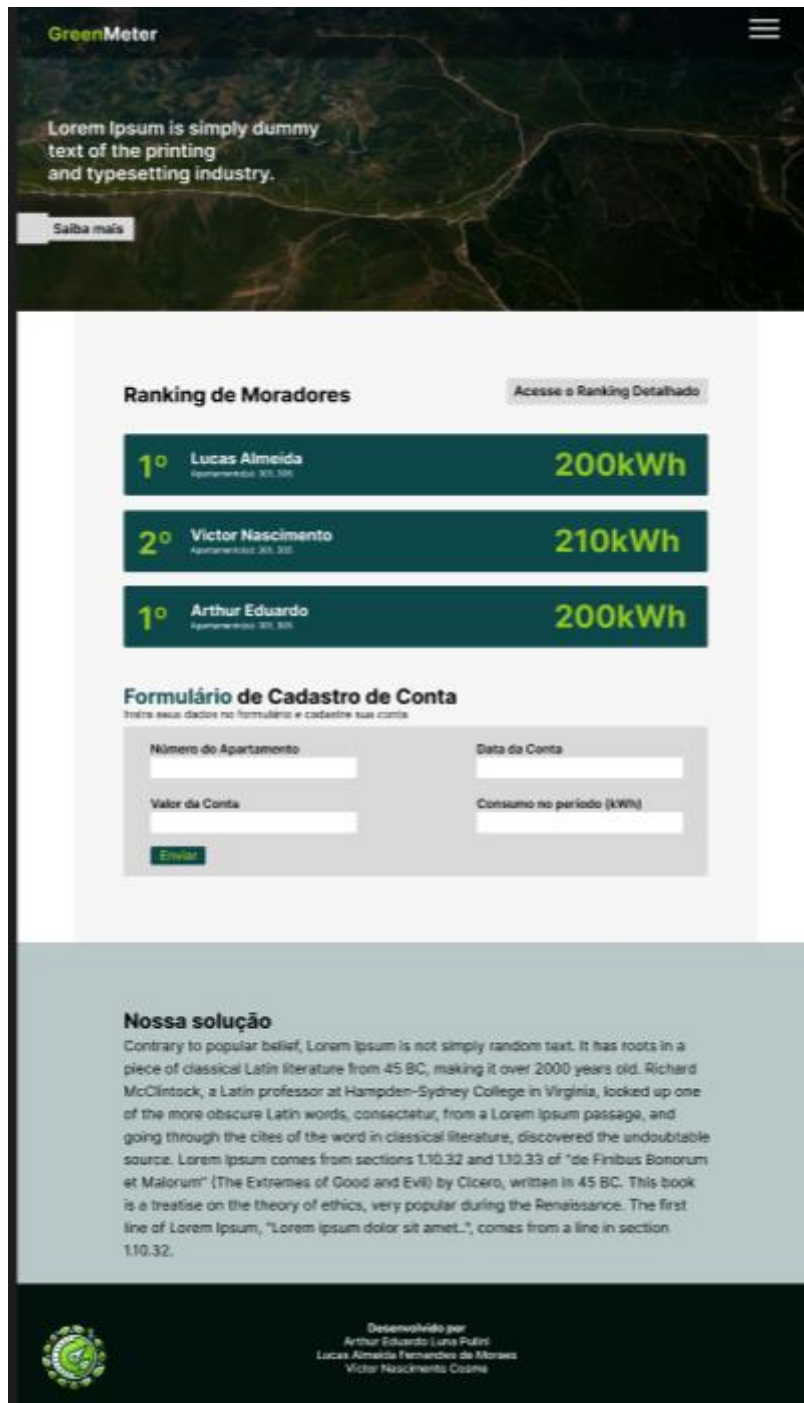 GreenMeter
Lorem Ipsum is simply dummy
text of the printing
and typesetting industry.
Saiba mais
Ranking de Moradores
Acesse o Ranking Detalhado
1º
Lucas Almeida
Apartamento(s): 301, 305
200kWh
2º
Victor Nascimento
Apartamento(s): 301, 305
210kWh
1º
Arthur Eduardo
Apartamento(s): 301, 305
200kWh
Formulário de Cadastro de Conta
Insira seus dados no formulário e cadastre sua conta
Número do Apartamento
Data da Conta
Valor da Conta
Consumo no período (kWh)
Enviar
Nossa solução
Contrary to popular belief, Lorem Ipsum is not simply random text. It has roots in a
piece of classical Latin literature from 45 BC, making it over 2000 years old. Richard
McClintock, a Latin professor at Hampden-Sydney College in Virginia, looked up one
of the more obscure Latin words, consectetur, from a Lorem Ipsum passage, and
going through the cites of the word in classical literature, discovered the undoubtable
source. Lorem Ipsum comes from sections 1.10.32 and 1.10.33 of "de Finibus Bonorum
et Malorum" (The Extremes of Good and Evil) by Cicero, written in 45 BC. This book
is a treatise on the theory of ethics, very popular during the Renaissance. The first
line of Lorem Ipsum, "Lorem ipsum dolor sit amet..", comes from a line in section
1.10.32.
Desenvolvido por
Arthur Eduardo Luna Pulini
Lucas Almeida Fernandes de Moraes
Victor Nascimento Cosme